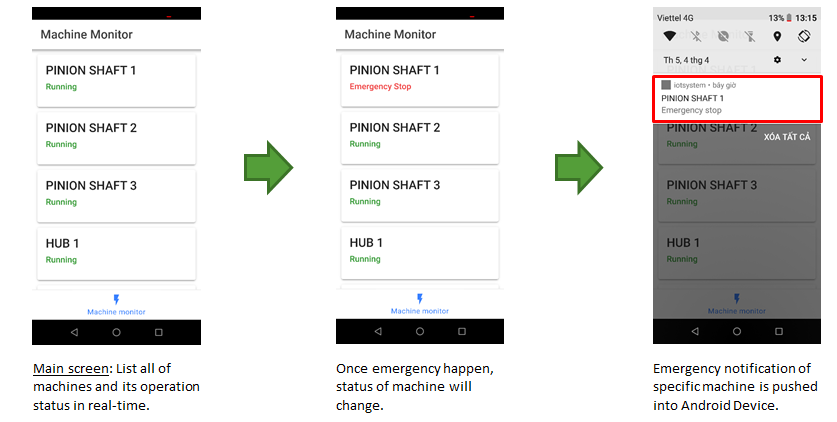 Machine Monitor
PINION SHAFT 1
Running
PINION SHAFT 2
Running
PINION SHAFT 3
Running
HUB 1
Running
Machine monitor
Main screen: List all of
machines and its operation
status in real-time.
Machine Monitor
PINION SHAFT 1
Emergency Stop
PINION SHAFT 2
Running
PINION SHAFT 3
Running
HUB 1
Running
Machine monitor
Once emergency happen,
status of machine will
change.
Viettel 4G 13% 13:15
Th 5, 4 thg 4
iotsystem • bây giờ
PINION SHAFT 1
Emergency stop
XÓA TẤT CẢ
PINION SHAFT 2
Running
PINION SHAFT 3
Running
HUB 1
Running
Machine monitor
Emergency notification of
specific machine is pushed
into Android Device.